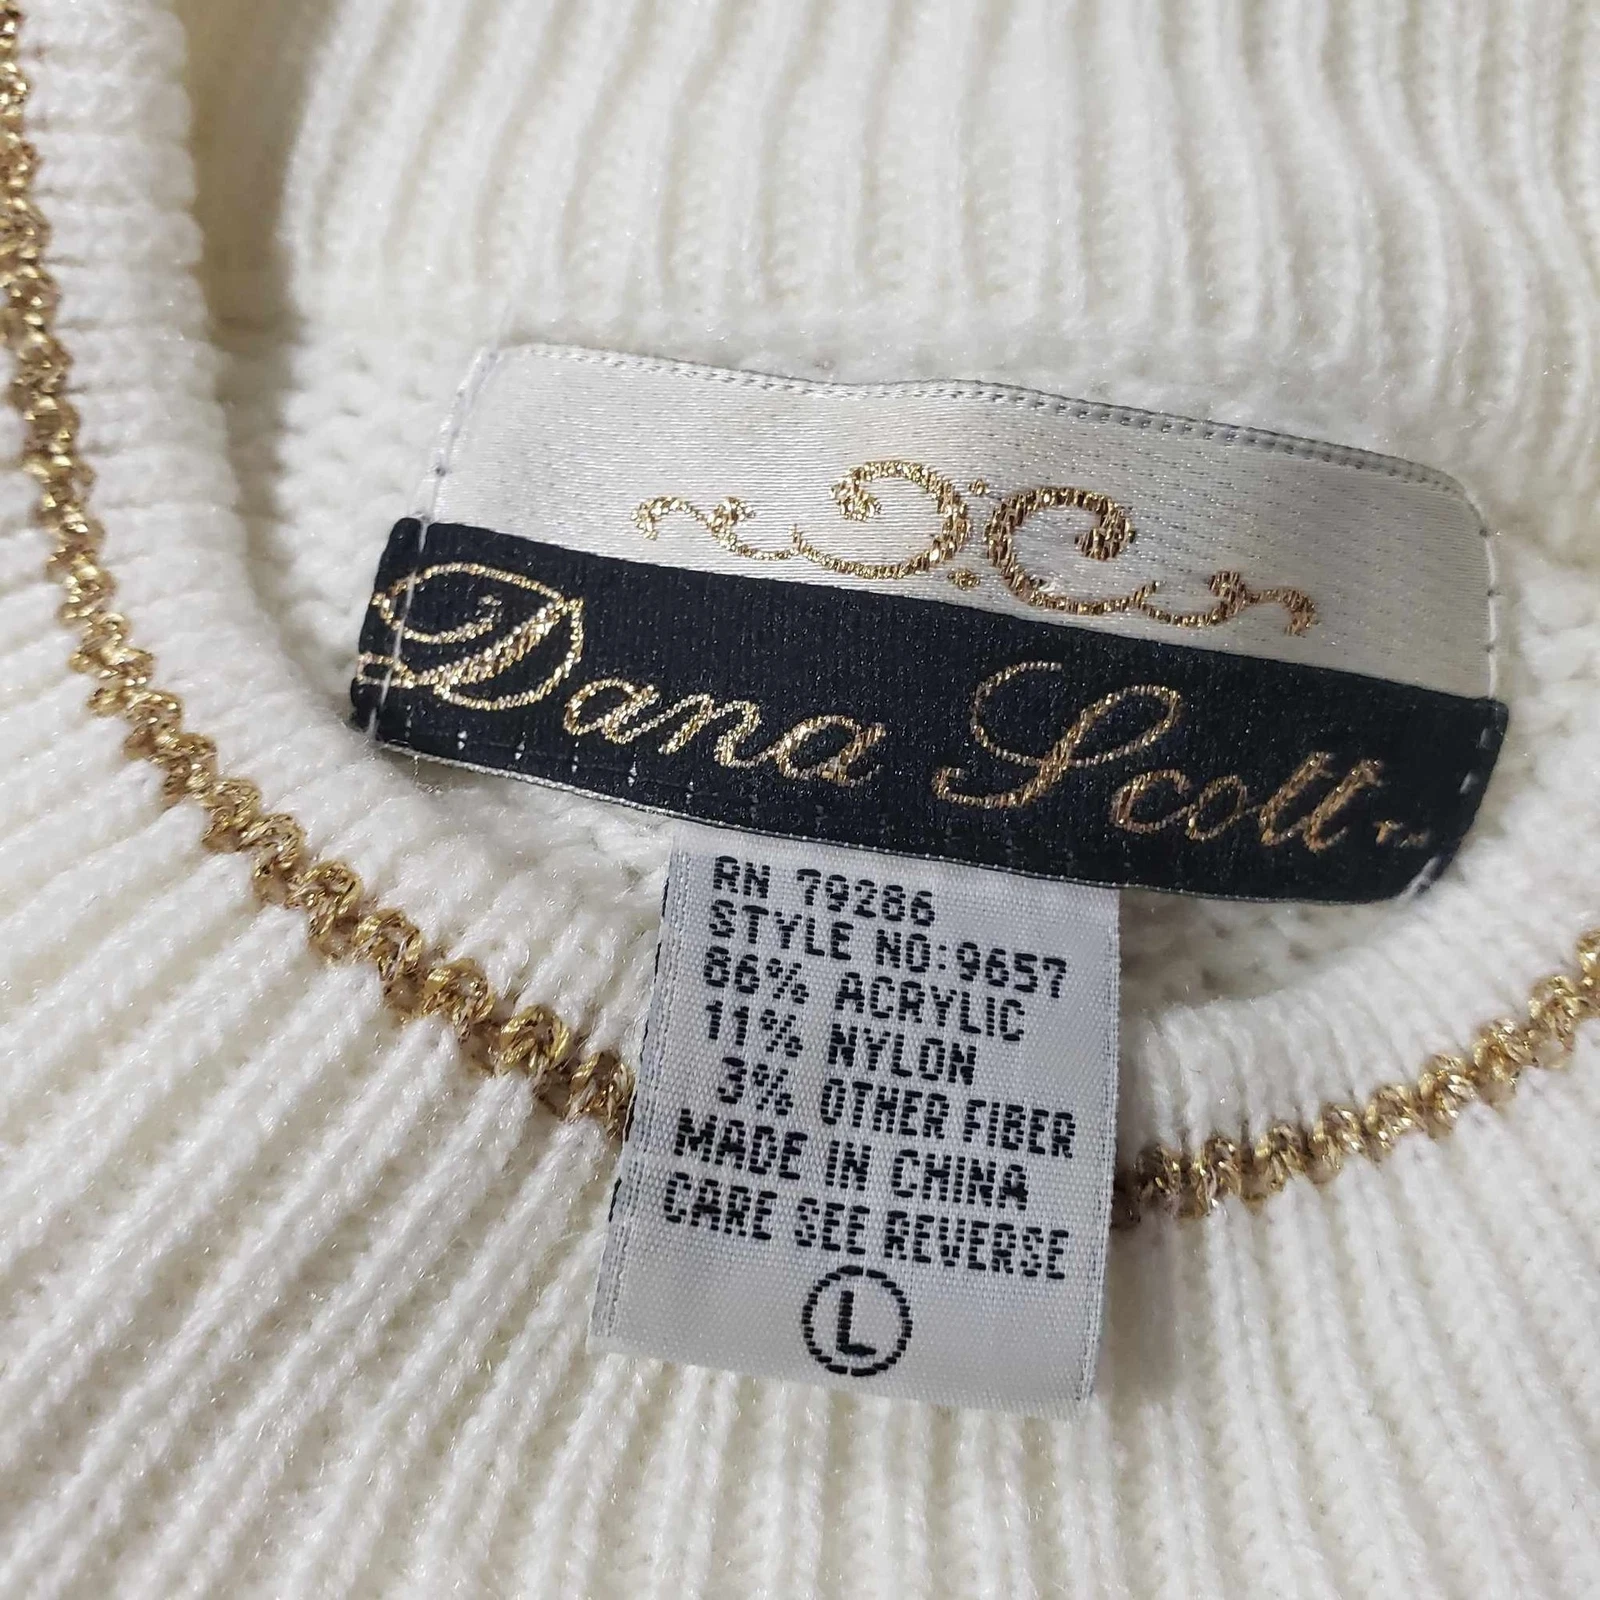 Dana Scott™
RN 79286
STYLE NO:9657
86% ACRYLIC
11% NYLON
3% OTHER FIBER
MADE IN CHINA
CARE SEE REVERSE
L